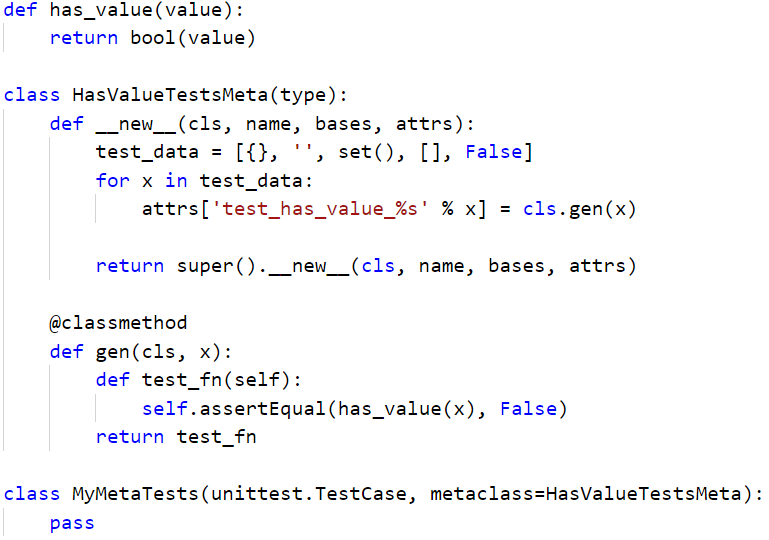 def has_value(value):
    return bool(value)

class HasValueTestsMeta(type):
    def __new__(cls, name, bases, attrs):
        test_data = [{}, '', set(), [], False]
        for x in test_data:
            attrs['test_has_value_%s' % x] = cls.gen(x)

        return super().__new__(cls, name, bases, attrs)

    @classmethod
    def gen(cls, x):
        def test_fn(self):
            self.assertEqual(has_value(x), False)
        return test_fn

class MyMetaTests(unittest.TestCase, metaclass=HasValueTestsMeta):
    pass